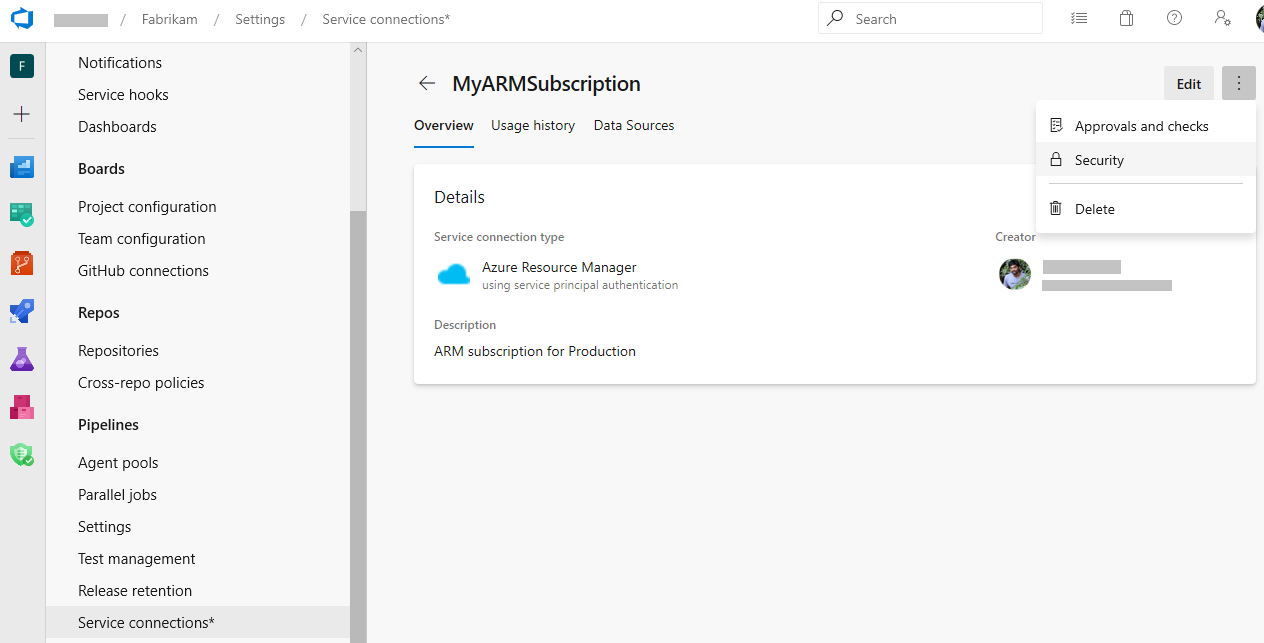 / Fabrikam / Settings / Service connections*
Search
F
Notifications
Service hooks
Dashboards
Boards
Project configuration
Team configuration
GitHub connections
Repos
Repositories
Cross-repo policies
Pipelines
Agent pools
Parallel jobs
Settings
Test management
Release retention
Service connections*
MyARMSubscription
Edit
Overview Usage history Data Sources
Approvals and checks
Security
Delete
Details
Service connection type
Creator
Azure Resource Manager
using service principal authentication
Description
ARM subscription for Production